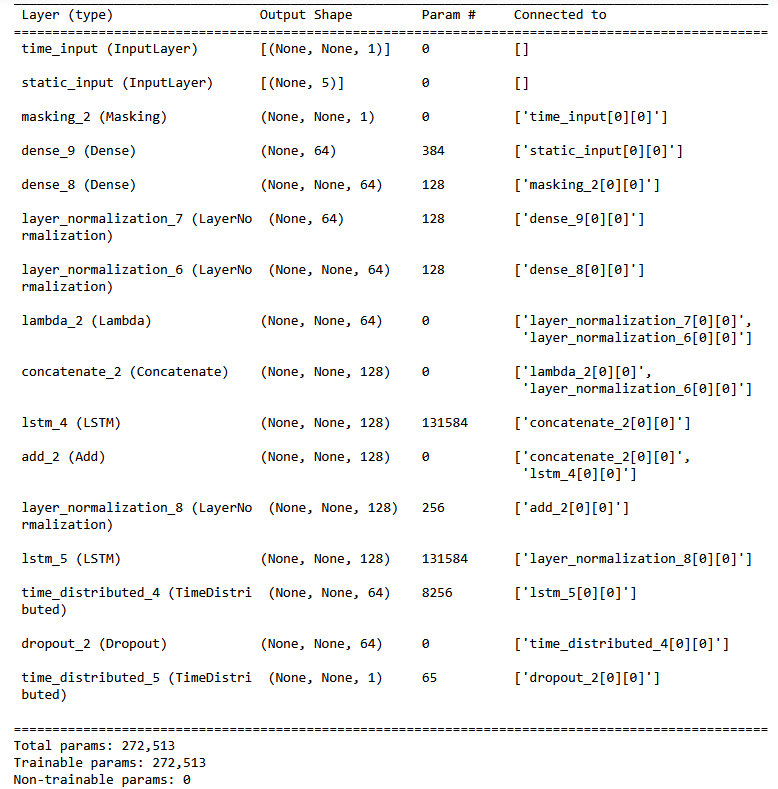 Layer (type) Output Shape Param # Connected to
==================================================================================================
time_input (InputLayer) [(None, None, 1)] 0 []
static_input (InputLayer) [(None, 5)] 0 []
masking_2 (Masking) (None, None, 1) 0 ['time_input[0][0]']
dense_9 (Dense) (None, 64) 384 ['static_input[0][0]']
dense_8 (Dense) (None, None, 64) 128 ['masking_2[0][0]']
layer_normalization_7 (LayerNo (None, 64) 128 ['dense_9[0][0]']
rmalization)
layer_normalization_6 (LayerNo (None, None, 64) 128 ['dense_8[0][0]']
rmalization)
lambda_2 (Lambda) (None, None, 64) 0 ['layer_normalization_7[0][0]',
'layer_normalization_6[0][0]']
concatenate_2 (Concatenate) (None, None, 128) 0 ['lambda_2[0][0]',
'layer_normalization_6[0][0]']
lstm_4 (LSTM) (None, None, 128) 131584 ['concatenate_2[0][0]']
add_2 (Add) (None, None, 128) 0 ['concatenate_2[0][0]',
'lstm_4[0][0]']
layer_normalization_8 (LayerNo (None, None, 128) 256 ['add_2[0][0]']
rmalization)
lstm_5 (LSTM) (None, None, 128) 131584 ['layer_normalization_8[0][0]']
time_distributed_4 (TimeDistri (None, None, 64) 8256 ['lstm_5[0][0]']
buted)
dropout_2 (Dropout) (None, None, 64) 0 ['time_distributed_4[0][0]']
time_distributed_5 (TimeDistri (None, None, 1) 65 ['dropout_2[0][0]']
buted)
==================================================================================================
Total params: 272,513
Trainable params: 272,513
Non-trainable params: 0